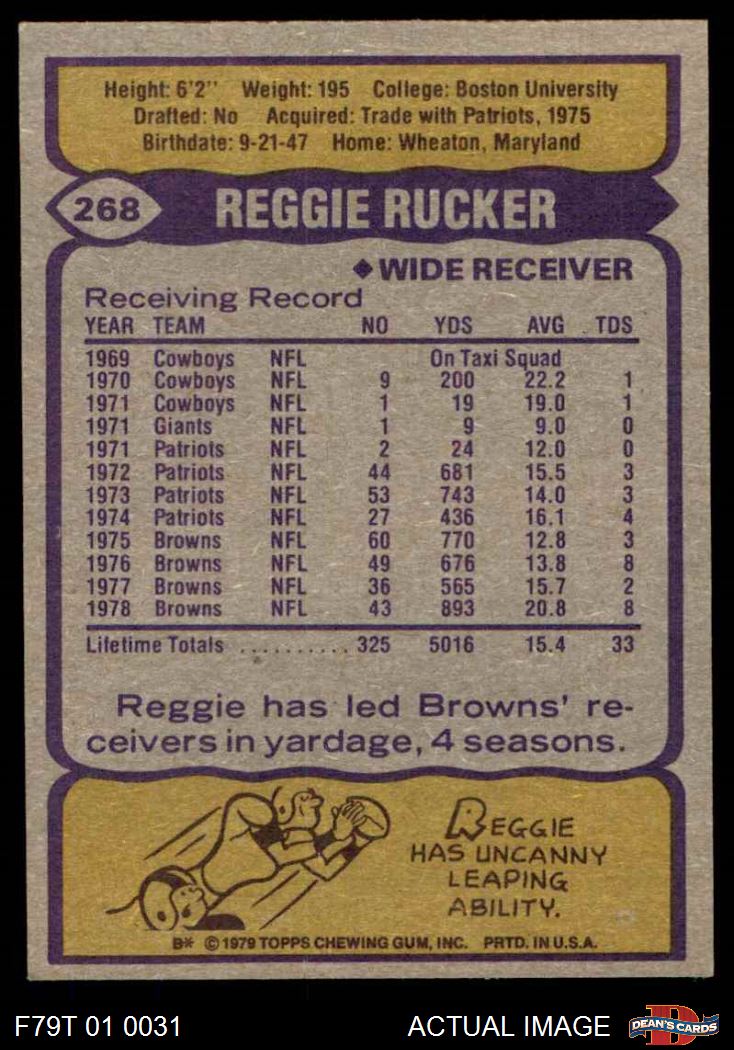 Height: 6'2" Weight: 195 College: Boston University
Drafted: No Acquired: Trade with Patriots, 1975
Birthdate: 9-21-47 Home: Wheaton, Maryland
268 REGGIE RUCKER
◆ WIDE RECEIVER
Receiving Record
YEAR TEAM NO YDS AVG TDS
1969 Cowboys NFL On Taxi Squad
1970 Cowboys NFL 9 200 22.2 1
1971 Cowboys NFL 1 19 19.0 1
1971 Giants NFL 1 9 9.0 0
1971 Patriots NFL 2 24 12.0 0
1972 Patriots NFL 44 681 15.5 3
1973 Patriots NFL 53 743 14.0 3
1974 Patriots NFL 27 436 16.1 4
1975 Browns NFL 60 770 12.8 3
1976 Browns NFL 49 676 13.8 8
1977 Browns NFL 36 565 15.7 2
1978 Browns NFL 43 893 20.8 8
Lifetime Totals .......... 325 5016 15.4 33
Reggie has led Browns' re-
ceivers in yardage, 4 seasons.
REGGIE
HAS UNCANNY
LEAPING
ABILITY.
B* © 1979 TOPPS CHEWING GUM, INC. PRTD. IN U.S.A.
F79T 01 0031 ACTUAL IMAGE D DEAN'S CARDS